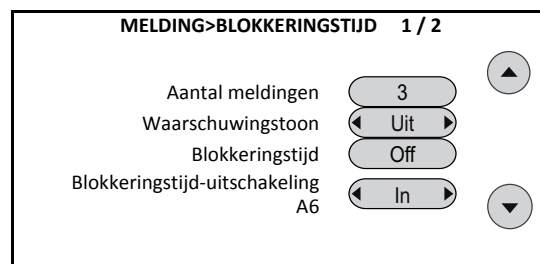 MELDING>BLOKKERINGSTIJD 1 / 2
Aantal meldingen 3
Waarschuwingstoon Uit
Blokkeringstijd Off
Blokkeringstijd-uitschakeling
A6 In